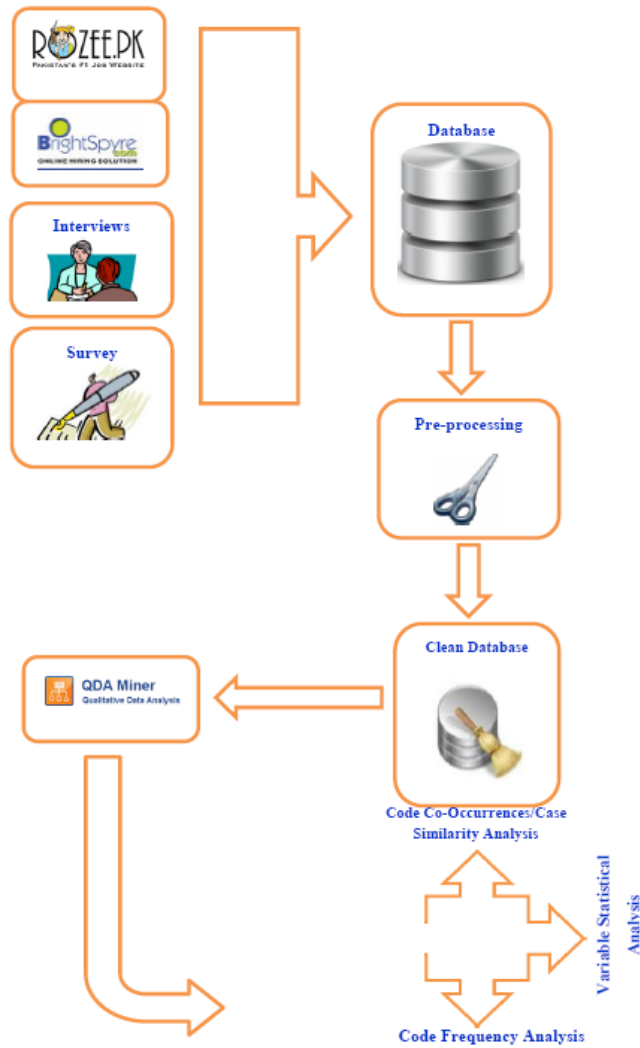 ROZEE.PK
PAKISTAN'S #1 JOB WEBSITE
BrightSpyre
.com
ONLINE HIRING SOLUTION
Interviews
Survey
Database
Pre-processing
Clean Database
QDA Miner
Qualitative Data Analysis
Code Co-Occurrences/Case
Similarity Analysis
Variable Statistical
Analysis
Code Frequency Analysis